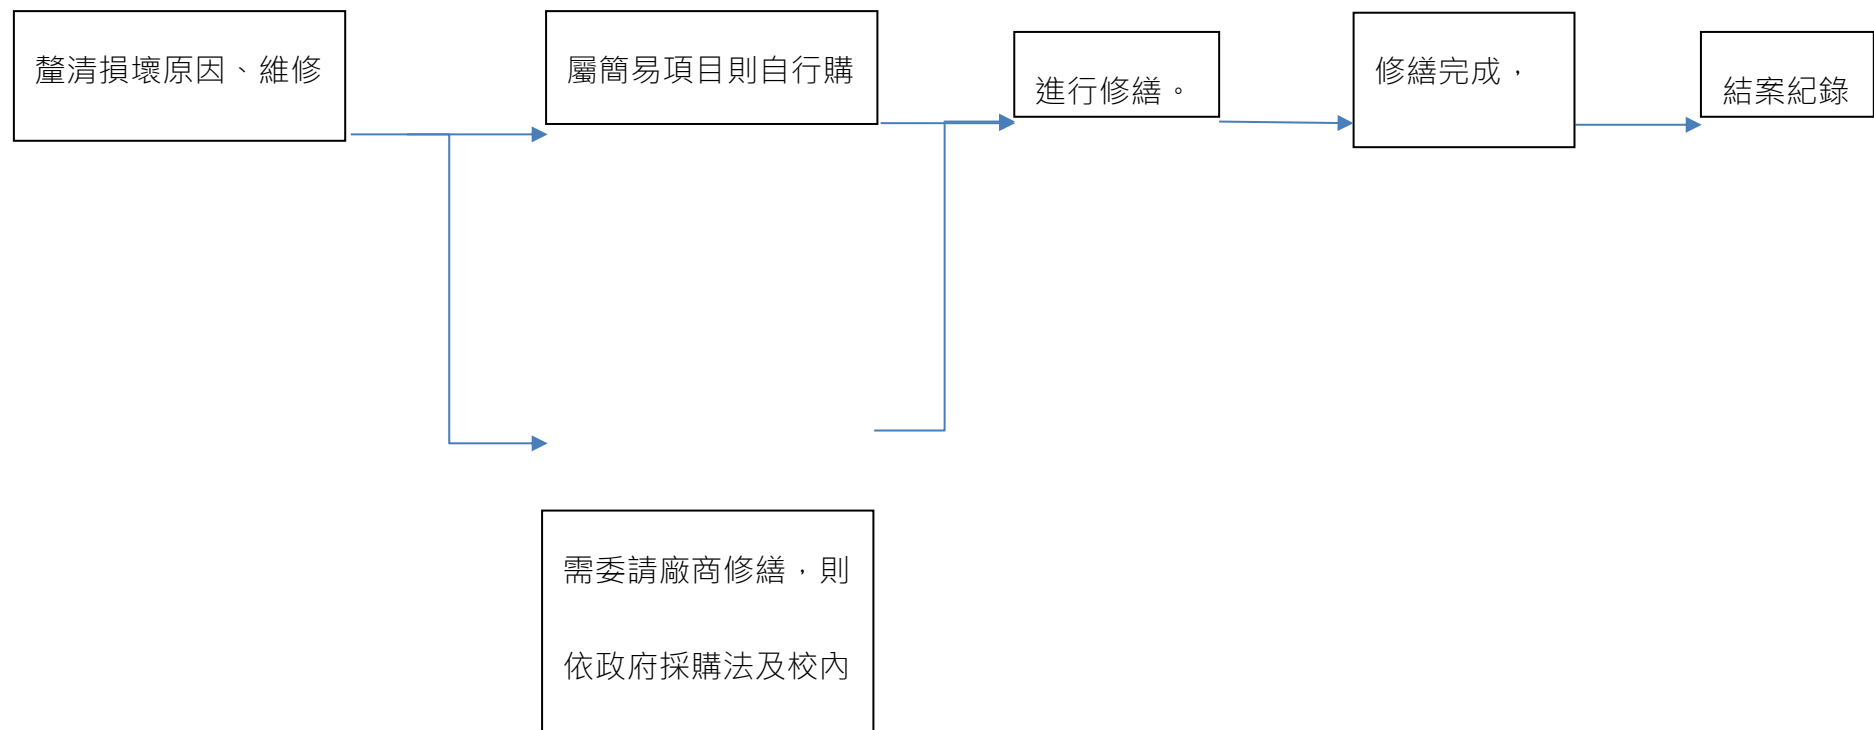 釐清損壞原因、維修
屬簡易項目則自行購
進行修繕。
修繕完成，
結案紀錄
需委請廠商修繕，則
依政府採購法及校內